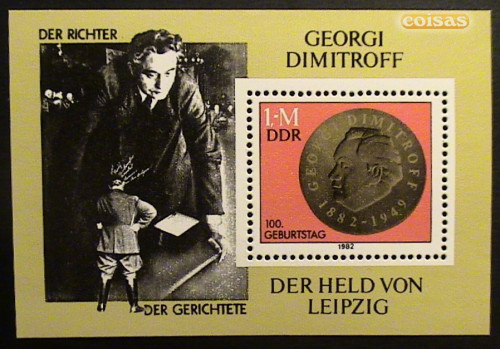 coisas
DER RICHTER
GEORGI
DIMITROFF
1,-M
DDR
GEORGI DIMITROFF
1882-1949
100.
GEBURTSTAG
1982
DER GERICHTETE
DER HELD VON
LEIPZIG